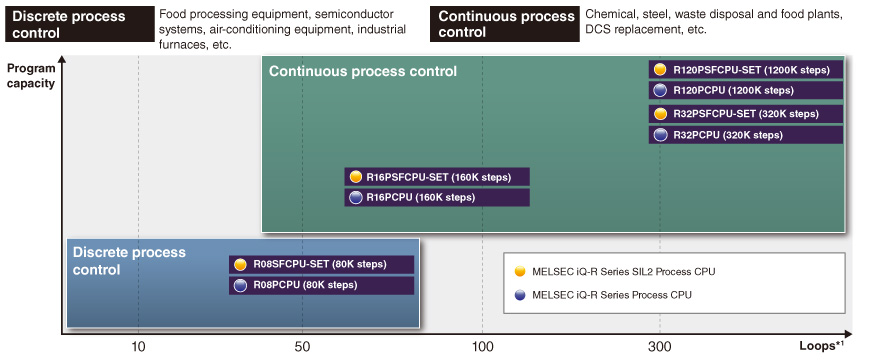 Discrete process
control
Food processing equipment, semiconductor
systems, air-conditioning equipment, industrial
furnaces, etc.
Continuous process
control
Chemical, steel, waste disposal and food plants,
DCS replacement, etc.
Program
capacity
Continuous process control
R120PSFCPU-SET (1200K steps)
R120PCPU (1200K steps)
R32PSFCPU-SET (320K steps)
R32PCPU (320K steps)
R16PSFCPU-SET (160K steps)
R16PCPU (160K steps)
Discrete process
control
R08SFCPU-SET (80K steps)
R08PCPU (80K steps)
MELSEC iQ-R Series SIL2 Process CPU
MELSEC iQ-R Series Process CPU
10
50
100
300
Loops*1